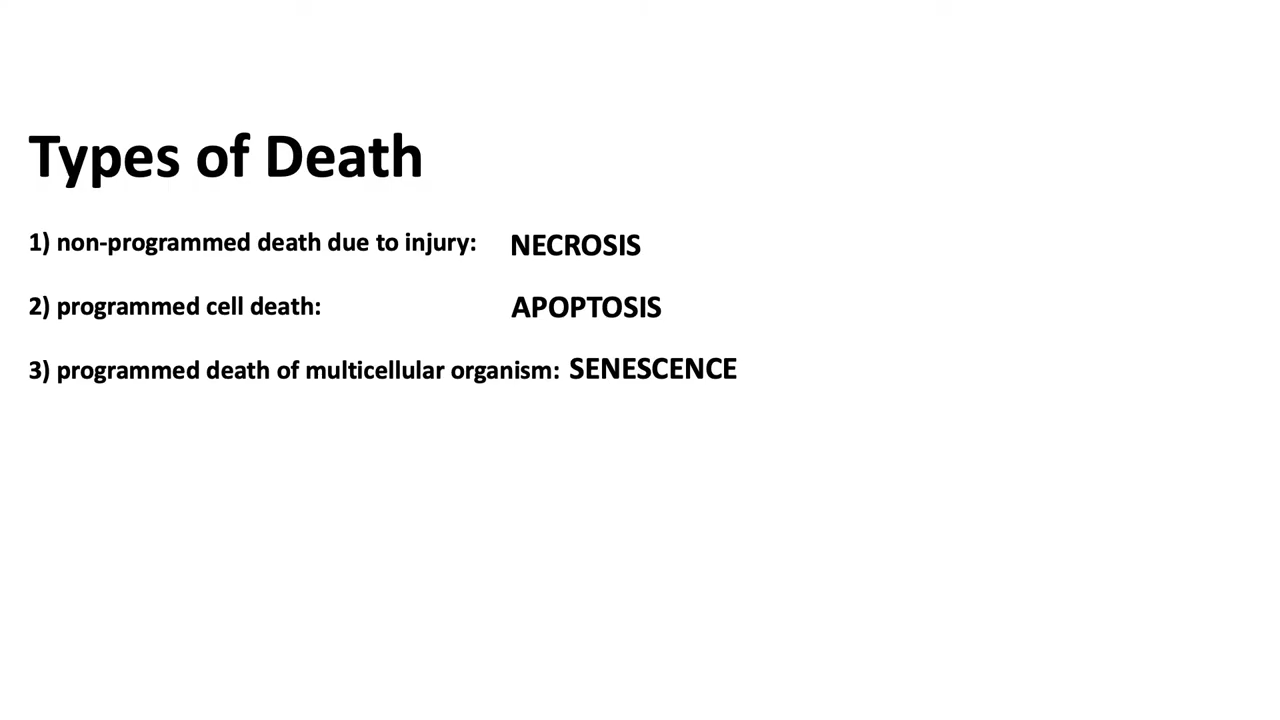 Types of Death
1) non-programmed death due to injury: NECROSIS
2) programmed cell death: APOPTOSIS
3) programmed death of multicellular organism: SENESCENCE